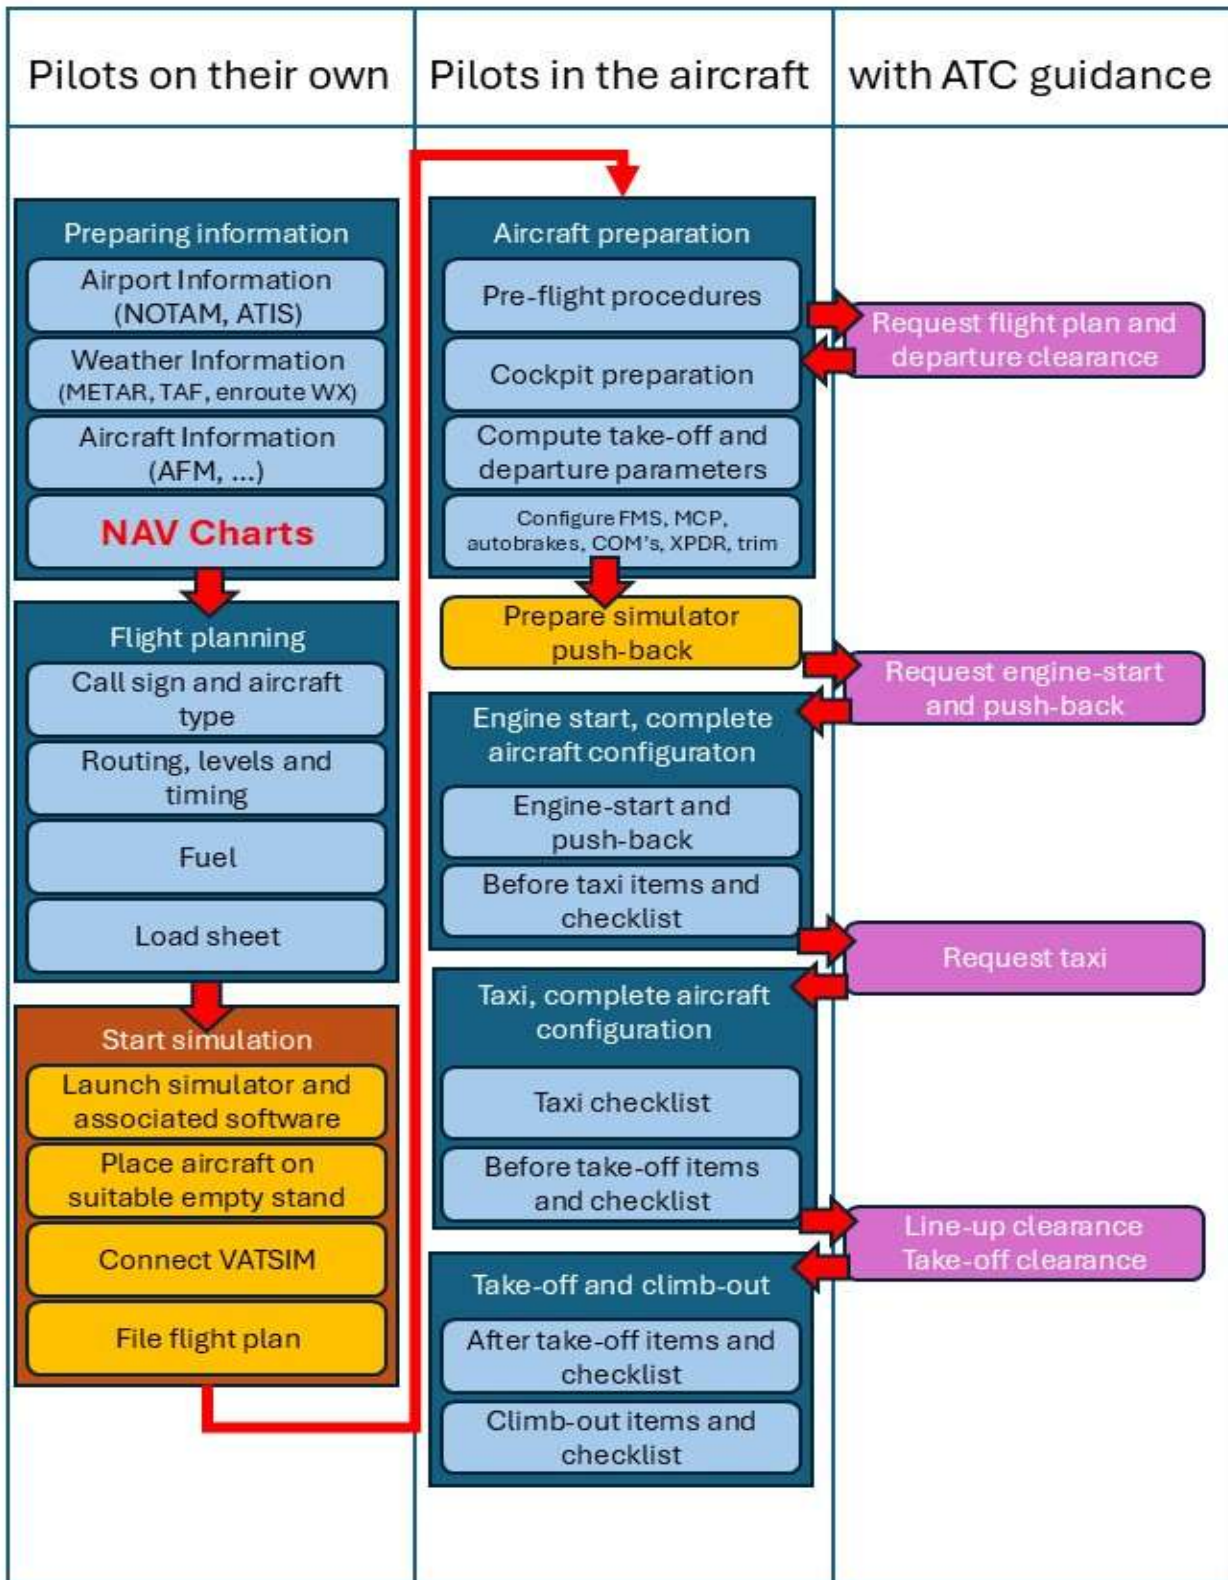 Pilots on their own
Pilots in the aircraft
with ATC guidance
Preparing information
Airport Information
(NOTAM, ATIS)
Weather Information
(METAR, TAF, enroute WX)
Aircraft Information
(AFM, ...)
NAV Charts
Flight planning
Call sign and aircraft
type
Routing, levels and
timing
Fuel
Load sheet
Start simulation
Launch simulator and
associated software
Place aircraft on
suitable empty stand
Connect VATSIM
File flight plan
Aircraft preparation
Pre-flight procedures
Cockpit preparation
Compute take-off and
departure parameters
Configure FMS, MCP,
autobrakes, COM's, XPDR, trim
Prepare simulator
push-back
Engine start, complete
aircraft configuraton
Engine-start and
push-back
Before taxi items and
checklist
Taxi, complete aircraft
configuration
Taxi checklist
Before take-off items
and checklist
Take-off and climb-out
After take-off items and
checklist
Climb-out items and
checklist
Request flight plan and
departure clearance
Request engine-start
and push-back
Request taxi
Line-up clearance
Take-off clearance